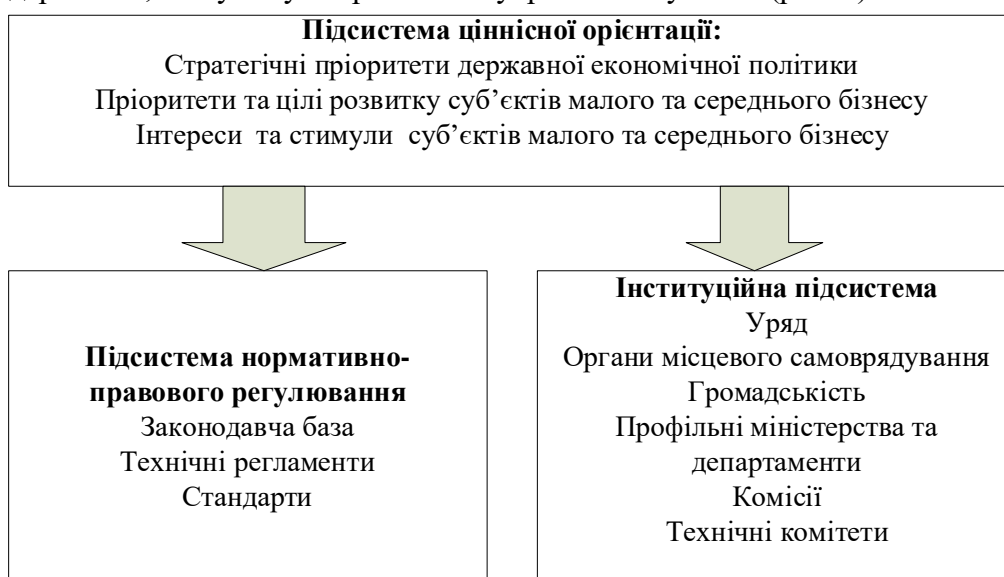 Підсистема ціннісної орієнтації:
Стратегічні пріоритети державної економічної політики
Пріоритети та цілі розвитку суб’єктів малого та середнього бізнесу
Інтереси та стимули суб’єктів малого та середнього бізнесу
Підсистема нормативно-
правового регулювання
Законодавча база
Технічні регламенти
Стандарти
Інституційна підсистема
Уряд
Органи місцевого самоврядування
Громадськість
Профільні міністерства та
департаменти
Комісії
Технічні комітети